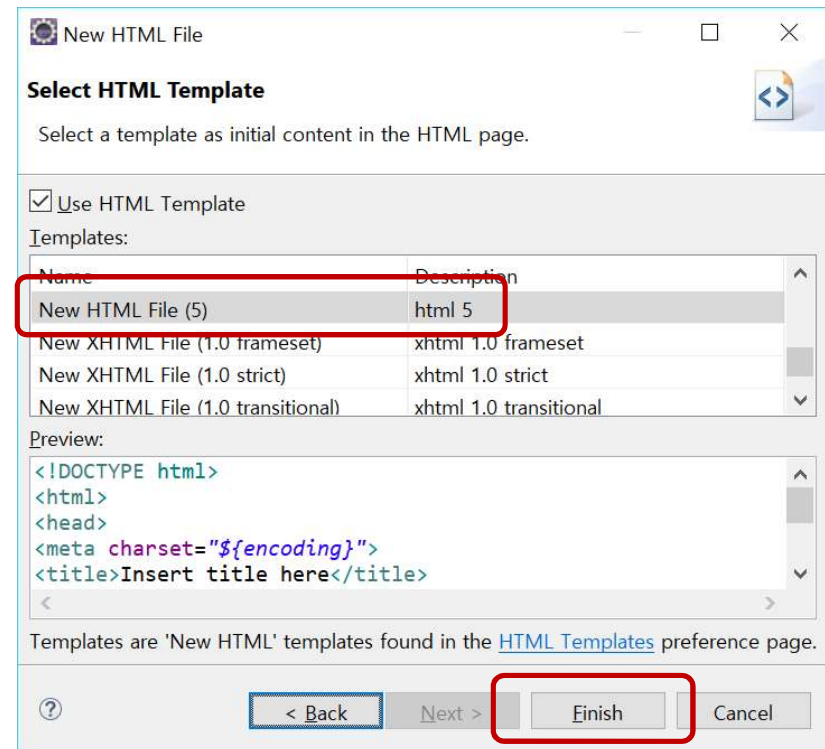 New HTML File
Select HTML Template
Select a template as initial content in the HTML page.
Use HTML Template
Templates:
Name Description
New HTML File (5) html 5
New XHTML File (1.0 frameset) xhtml 1.0 frameset
New XHTML File (1.0 strict) xhtml 1.0 strict
New XHTML File (1.0 transitional) xhtml 1.0 transitional
Preview:
<!DOCTYPE html>
<html>
<head>
<meta charset="${encoding}">
<title>Insert title here</title>
Templates are 'New HTML' templates found in the HTML Templates preference page.
? < Back Next > Finish Cancel